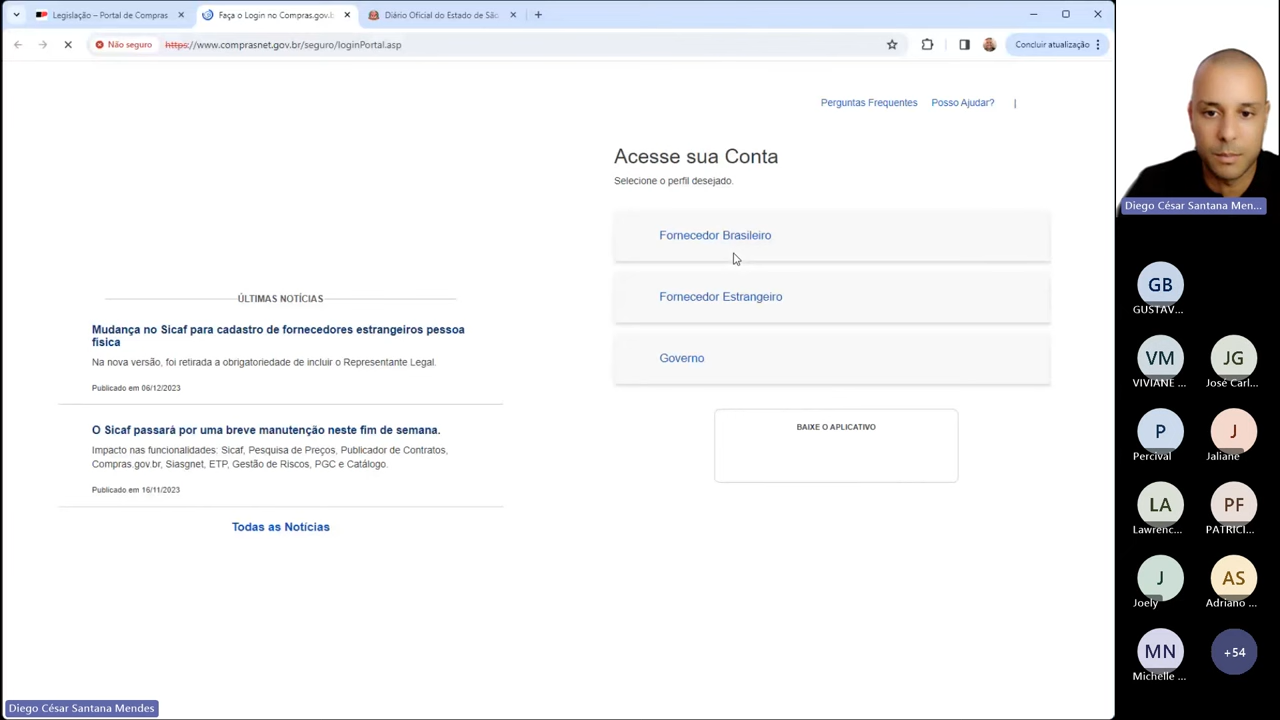 Legislação – Portal de Compras
Faça o Login no Compras.gov.b
Diário Oficial do Estado de São
Não seguro
https://www.comprasnet.gov.br/seguro/loginPortal.asp
Concluir atualização
Perguntas Frequentes
Posso Ajudar?
|
Acesse sua Conta
Selecione o perfil desejado.
Fornecedor Brasileiro
Fornecedor Estrangeiro
Governo
BAIXE O APLICATIVO
ÚLTIMAS NOTÍCIAS
Mudança no Sicaf para cadastro de fornecedores estrangeiros pessoa
física
Na nova versão, foi retirada a obrigatoriedade de incluir o Representante Legal.
Publicado em 06/12/2023
O Sicaf passará por uma breve manutenção neste fim de semana.
Impacto nas funcionalidades: Sicaf, Pesquisa de Preços, Publicador de Contratos,
Compras.gov.br, Siasgnet, ETP, Gestão de Riscos, PGC e Catálogo.
Publicado em 16/11/2023
Todas as Notícias
Diego César Santana Mendes
Diego César Santana Men...
GB
GUSTAV...
VM
VIVIANE ...
JG
José Carl...
P
Percival
J
Jaliane
LA
Lawrenc...
PF
PATRICI...
J
Joely
AS
Adriano ...
MN
Michelle ...
+54